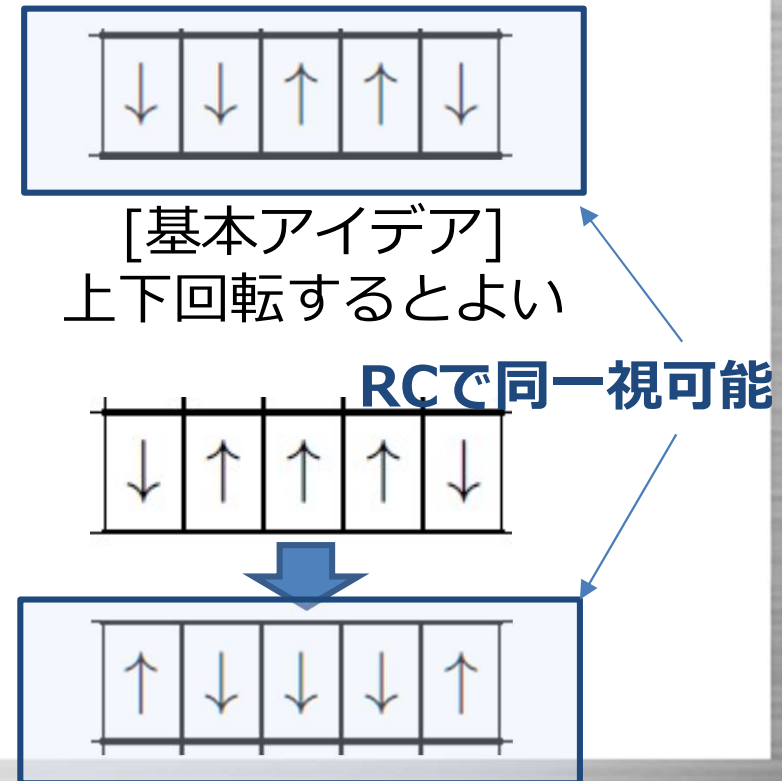 ↓ ↓ ↑ ↑ ↓
[基本アイデア]
上下回転するとよい
RCで同一視可能
↓ ↑ ↑ ↑ ↓
↑ ↓ ↓ ↓ ↑